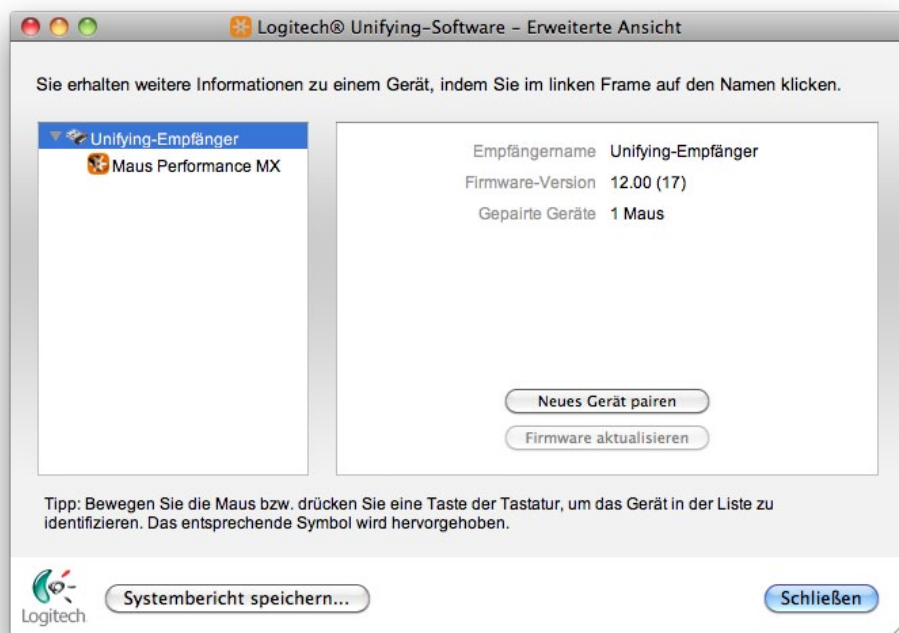 Logitech® Unifying-Software – Erweiterte Ansicht
Sie erhalten weitere Informationen zu einem Gerät, indem Sie im linken Frame auf den Namen klicken.
Unifying-Empfänger
Maus Performance MX
Empfängername Unifying-Empfänger
Firmware-Version 12.00 (17)
Gepairte Geräte 1 Maus
Neues Gerät pairen
Firmware aktualisieren
Tipp: Bewegen Sie die Maus bzw. drücken Sie eine Taste der Tastatur, um das Gerät in der Liste zu
identifizieren. Das entsprechende Symbol wird hervorgehoben.
Logitech
Systembericht speichern...
Schließen